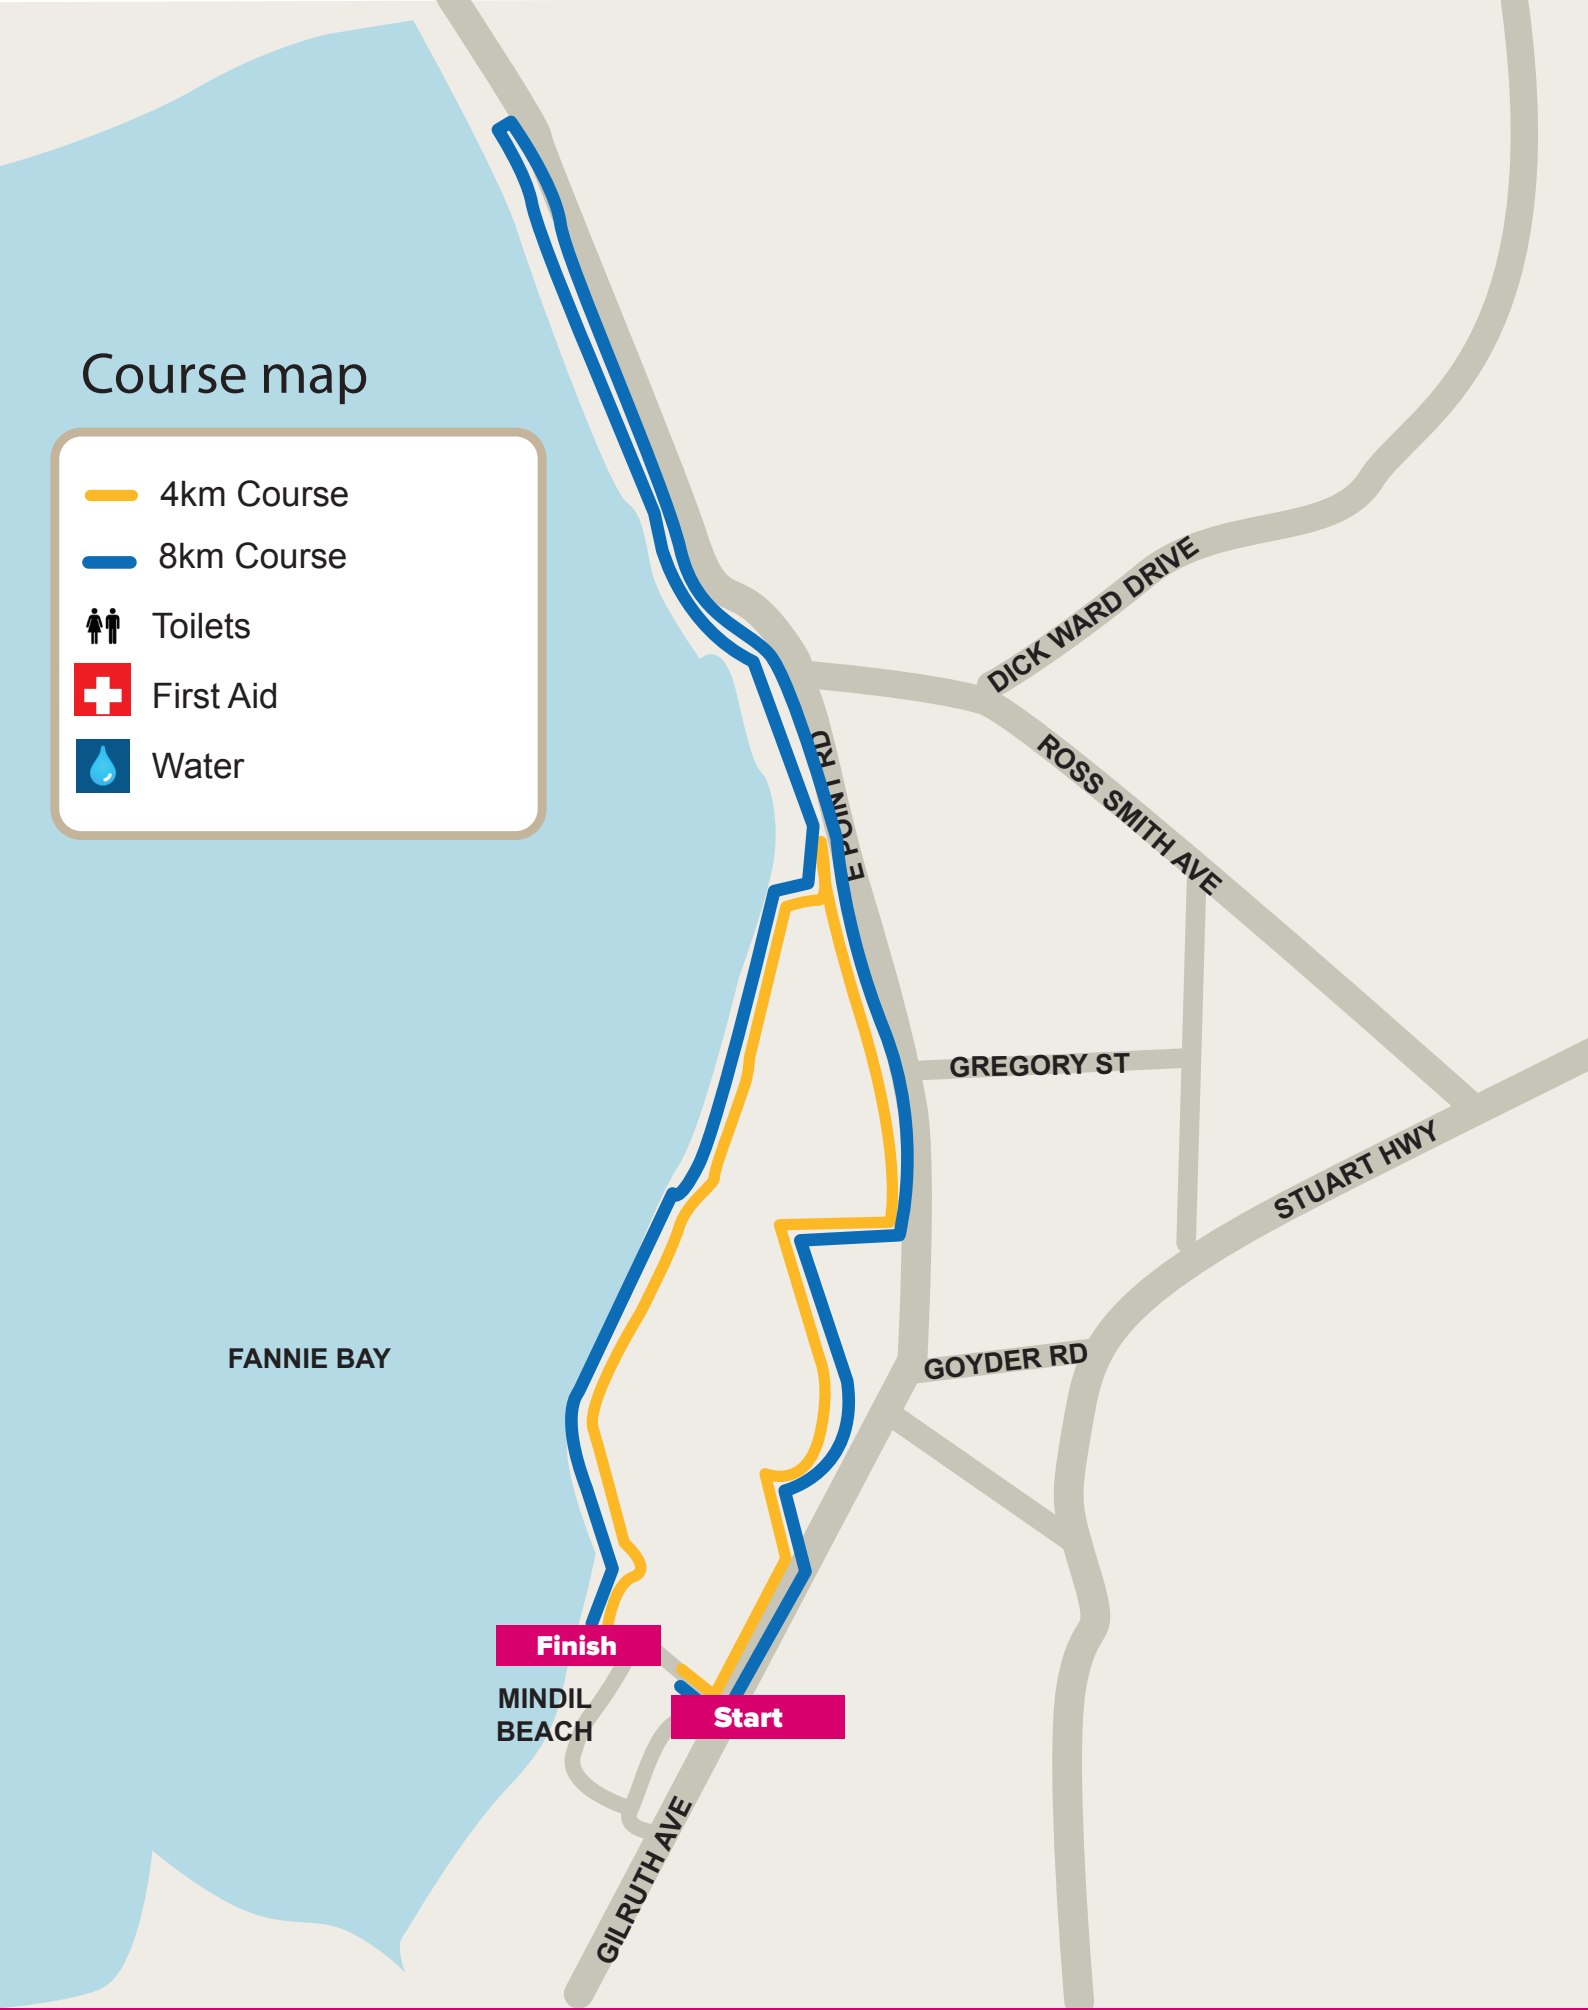 Course map
4km Course
8km Course
Toilets
First Aid
Water
DICK WARD DRIVE
ROSS SMITH AVE
E POINT RD
GREGORY ST
STUART HWY
FANNIE BAY
GOYDER RD
Finish
MINDIL
BEACH
Start
GILRUTH AVE